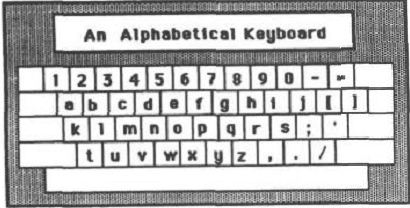 An Alphabetical Keyboard
1 2 3 4 5 6 7 8 9 0 - =
a b c d e f g h i j [ ]
k l m n o p q r s ; '
t u v w x y z , . /